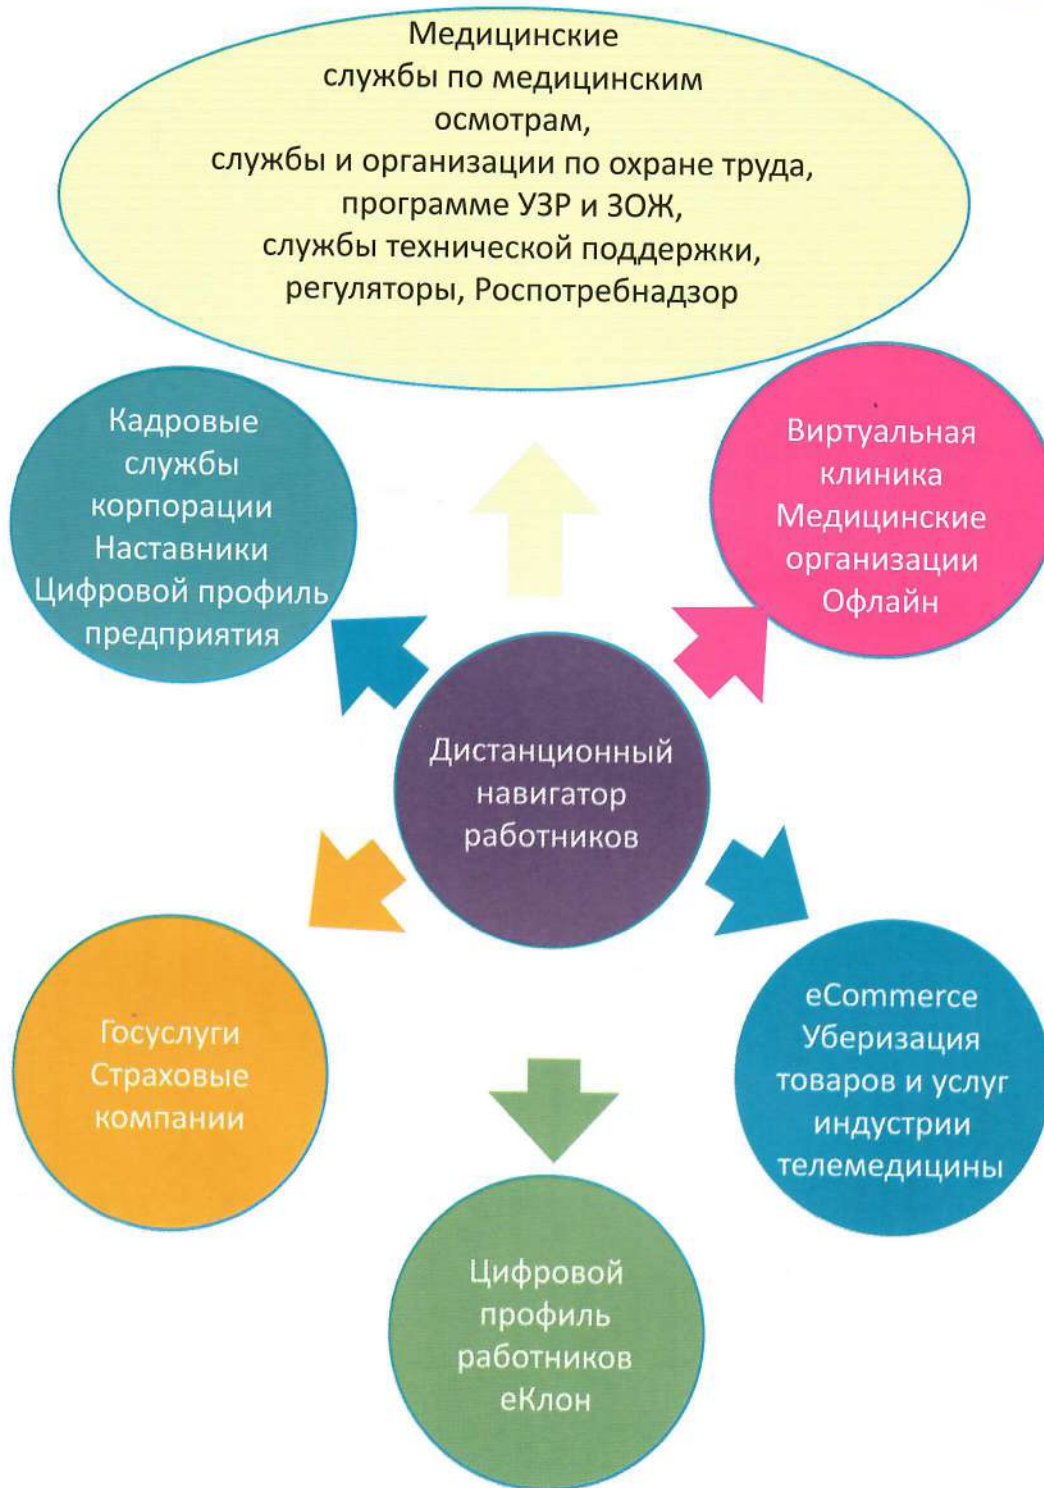 Медицинские
службы по медицинским
осмотрам,
службы и организации по охране труда,
программе УЗР и ЗОЖ,
службы технической поддержки,
регуляторы, Роспотребнадзор
Кадровые
службы
корпорации
Наставники
Цифровой профиль
предприятия
Виртуальная
клиника
Медицинские
организации
Офлайн
Дистанционный
навигатор
работников
Госуслуги
Страховые
компании
eCommerce
Уберизация
товаров и услуг
индустрии
телемедицины
Цифровой
профиль
работников
еКлон